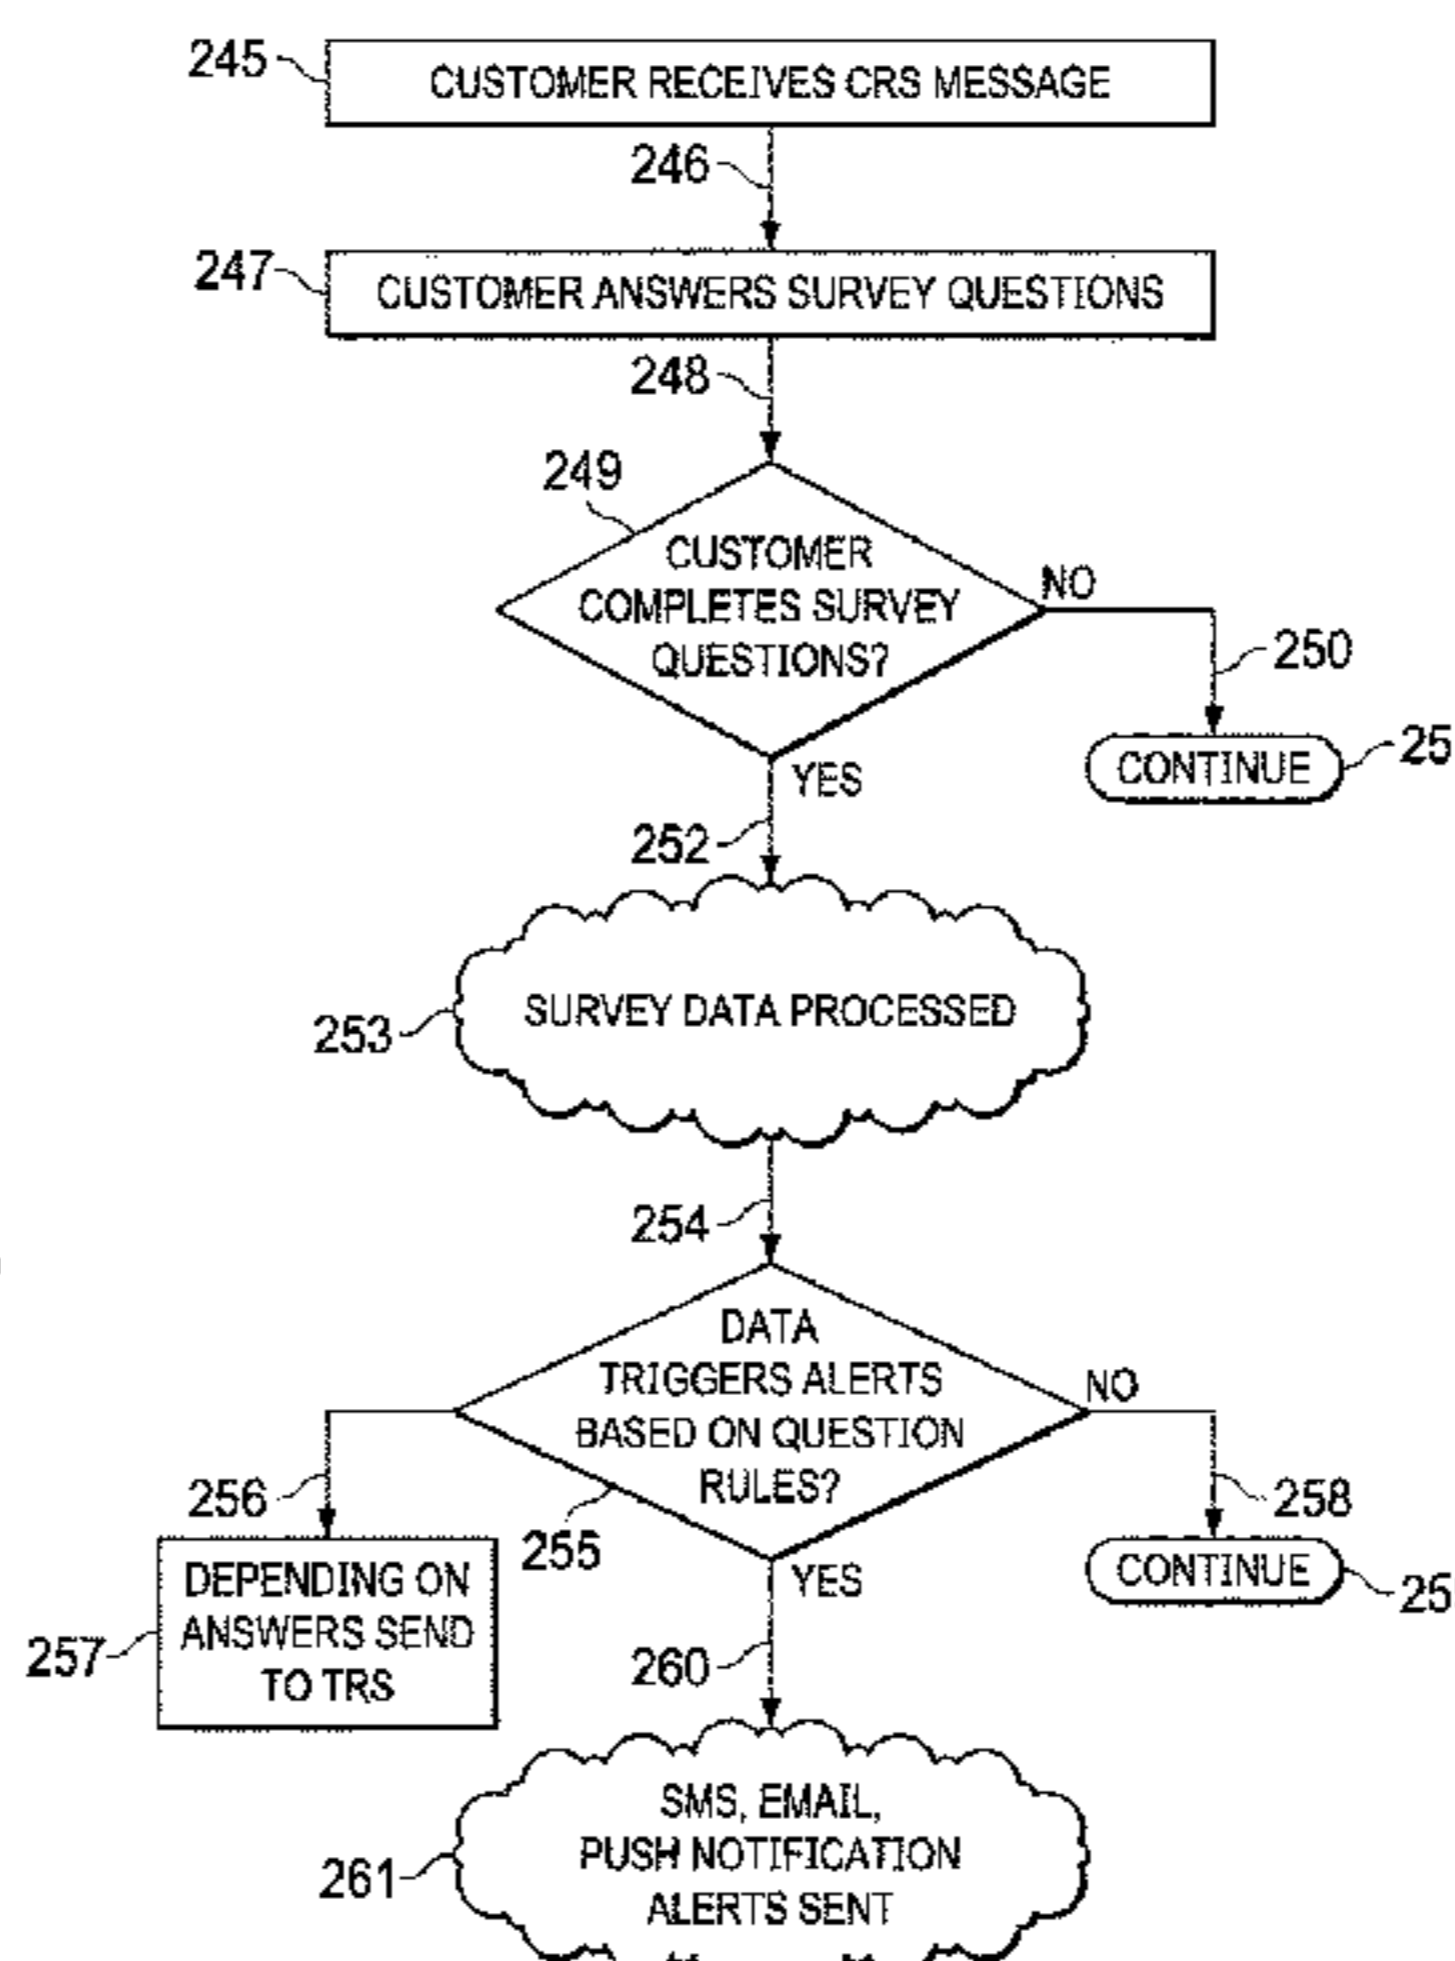 245
CUSTOMER RECEIVES CRS MESSAGE
246
247
CUSTOMER ANSWERS SURVEY QUESTIONS
248
249
CUSTOMER
COMPLETES SURVEY
QUESTIONS?
NO
250
CONTINUE
25
YES
252
253
SURVEY DATA PROCESSED
254
DATA
TRIGGERS ALERTS
BASED ON QUESTION
RULES?
NO
256
255
258
DEPENDING ON
ANSWERS SEND
TO TRS
257
YES
CONTINUE
25
260
SMS, EMAIL,
PUSH NOTIFICATION
ALERTS SENT
261